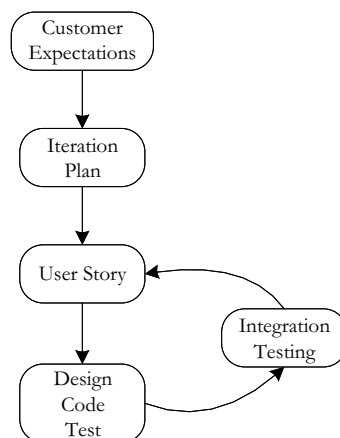 Customer
Expectations
Iteration
Plan
User Story
Integration
Testing
Design
Code
Test